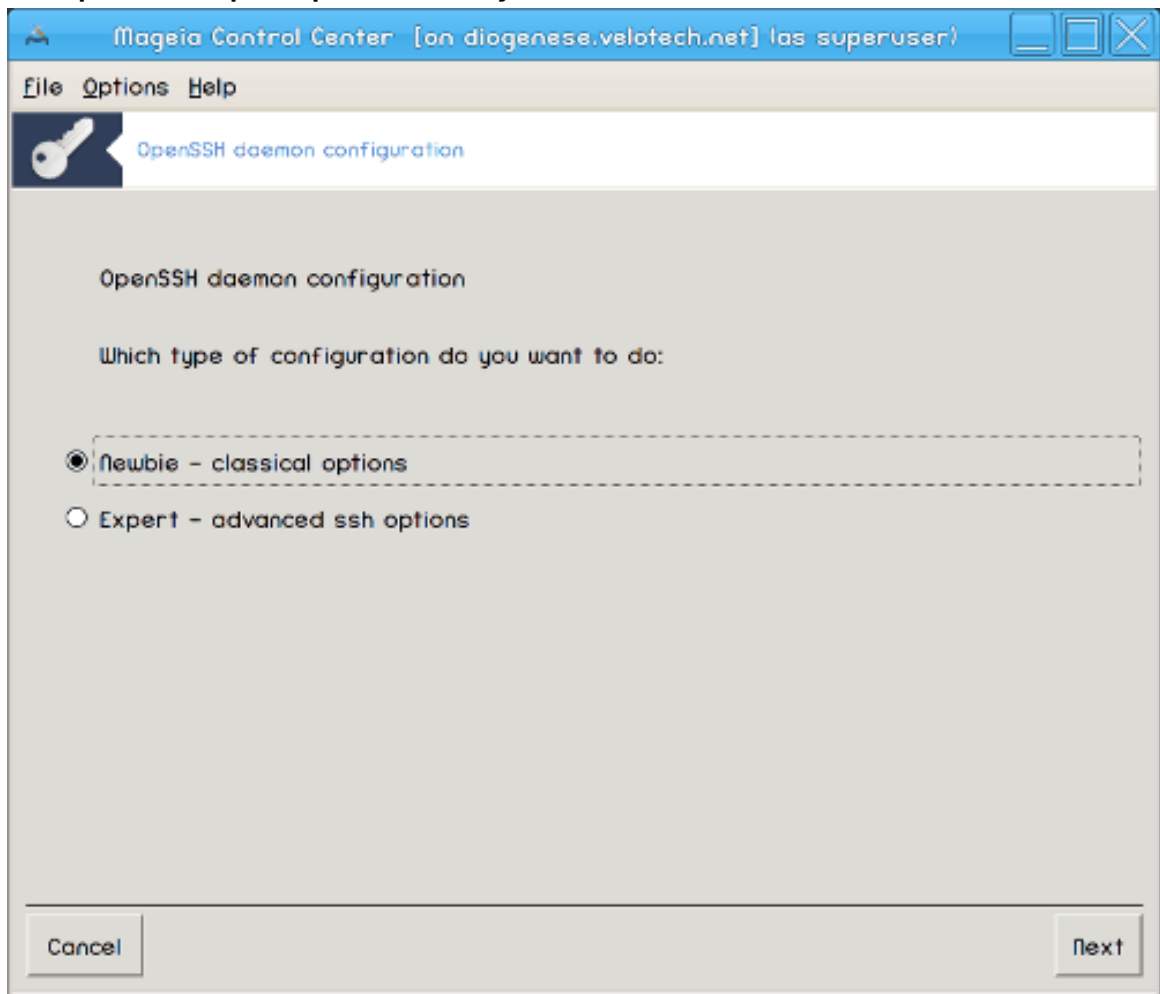 Mageia Control Center [on diogenese.velotech.net] (as superuser)
File Options Help
OpenSSH daemon configuration
OpenSSH daemon configuration
Which type of configuration do you want to do:
Newbie - classical options
Expert - advanced ssh options
Cancel
Next